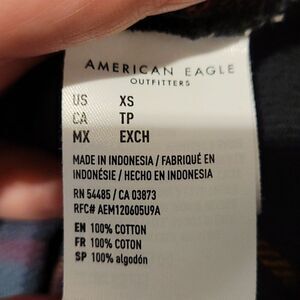 AMERICAN EAGLE
OUTFITTERS
US XS
CA TP
MX EXCH
MADE IN INDONESIA / FABRIQUÉ EN
INDONÉSIE / HECHO EN INDONESIA
RN 54485 / CA 03873
RFC# AEM120605U9A
EN 100% COTTON
FR 100% COTON
SP 100% algodón